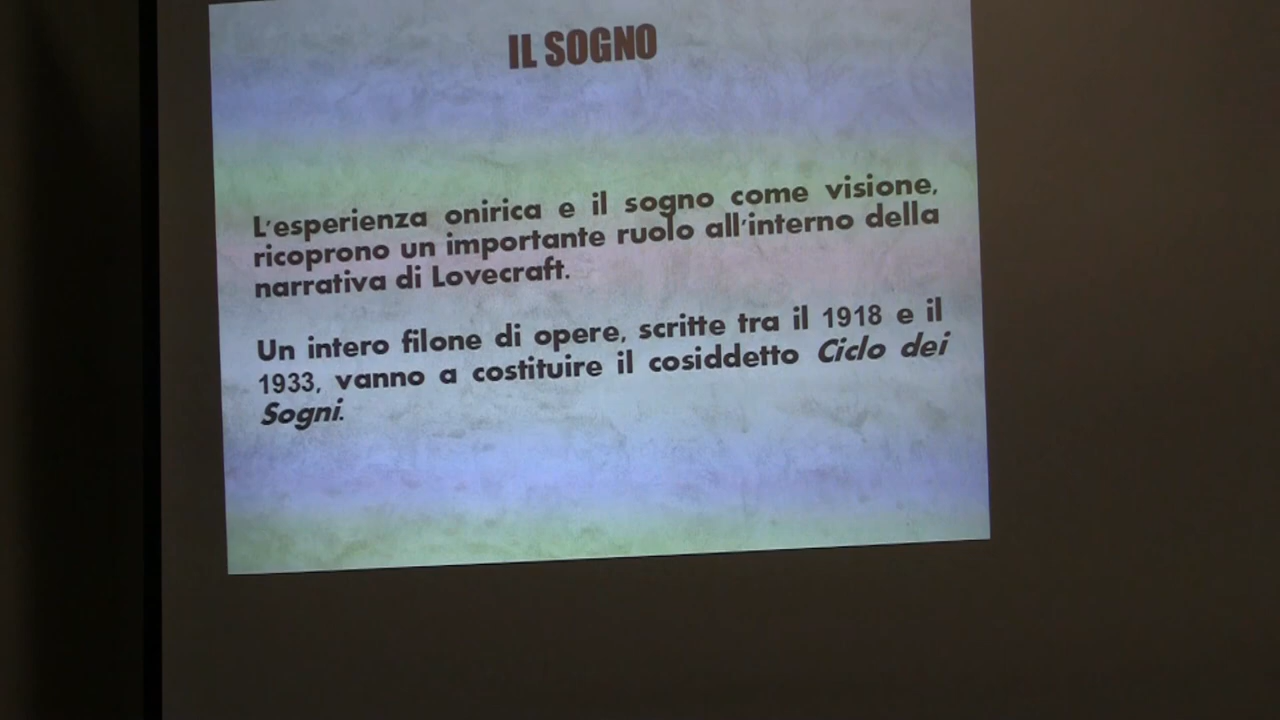 IL SOGNO
L'esperienza onirica e il sogno come visione,
ricoprono un importante ruolo all'interno della
narrativa di Lovecraft.
Un intero filone di opere, scritte tra il 1918 e il
1933, vanno a costituire il cosiddetto Ciclo dei
Sogni.